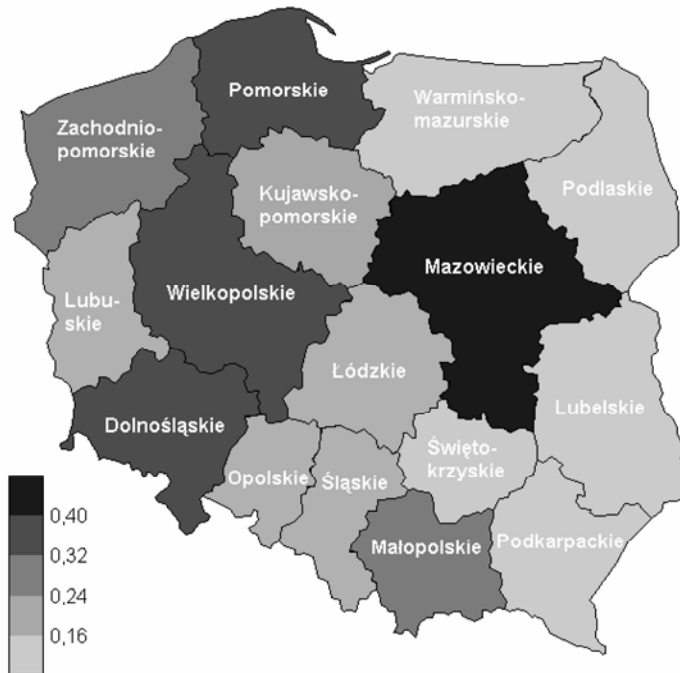 Pomorskie
Warmińsko-
mazurskie
Zachodnio-
pomorskie
Kujawsko-
pomorskie
Podlaskie
Mazowieckie
Wielkopolskie
Lubu-
skie
Łódzkie
Lubelskie
Dolnośląskie
Święto-
krzyskie
Opolskie
Śląskie
Małopolskie
Podkarpackie
0,40
0,32
0,24
0,16